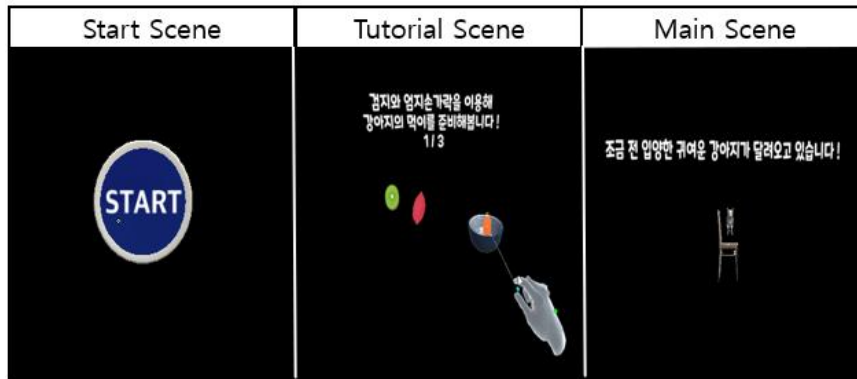 Start Scene
Tutorial Scene
Main Scene
START
검지와 엄지손가락을 이용해
강아지의 먹이를 준비해봅니다!
1/3
조금 전 입양한 귀여운 강아지가 달려오고 있습니다!